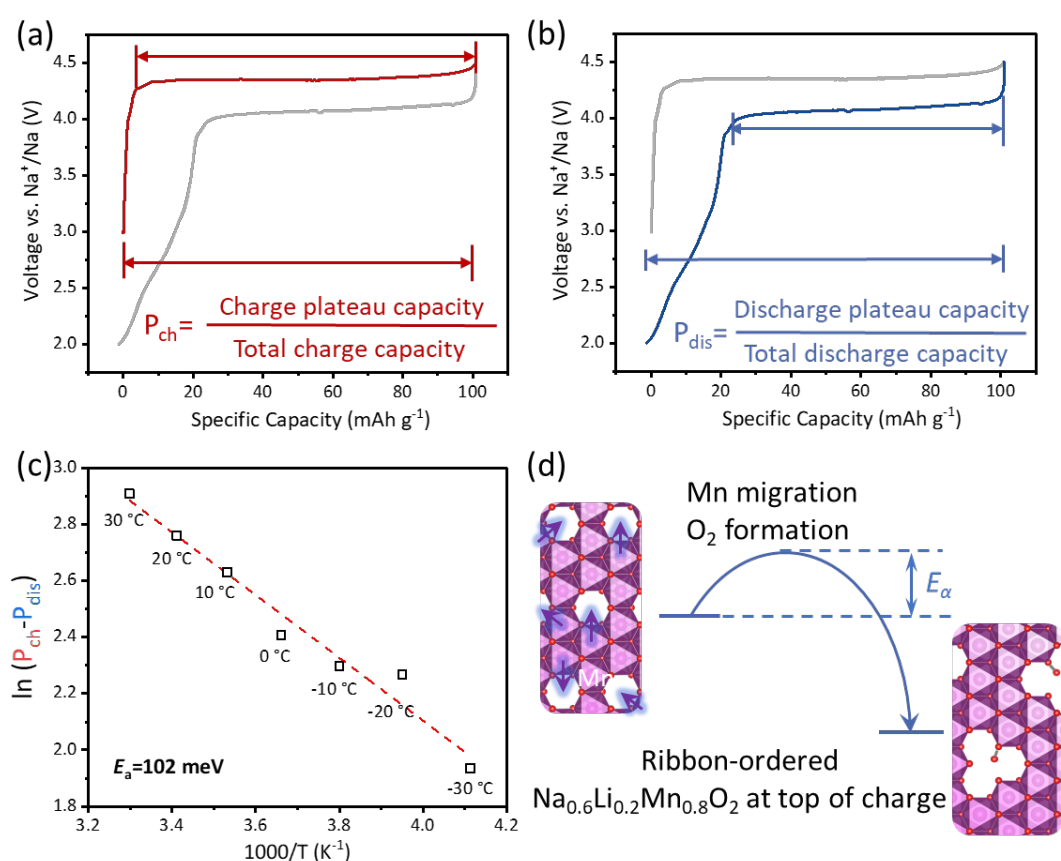 (a)
4.5
4.0
3.5
3.0
2.5
2.0
Voltage vs. Na⁺/Na (V)
P_ch= Charge plateau capacity
Total charge capacity
0 20 40 60 80 100
Specific Capacity (mAh g⁻¹)
(b)
4.5
4.0
3.5
3.0
2.5
2.0
Voltage vs. Na⁺/Na (V)
P_dis= Discharge plateau capacity
Total discharge capacity
0 20 40 60 80 100
Specific Capacity (mAh g⁻¹)
(c)
3.0
2.8
2.6
2.4
2.2
2.0
1.8
ln (P_ch-P_dis)
30 °C
20 °C
10 °C
0 °C
-10 °C
-20 °C
-30 °C
E_a=102 meV
3.2 3.4 3.6 3.8 4.0 4.2
1000/T (K⁻¹)
(d)
Mn migration
O₂ formation
E_α
Mn
Ribbon-ordered
Na₀.₆Li₀.₂Mn₀.₈O₂ at top of charge